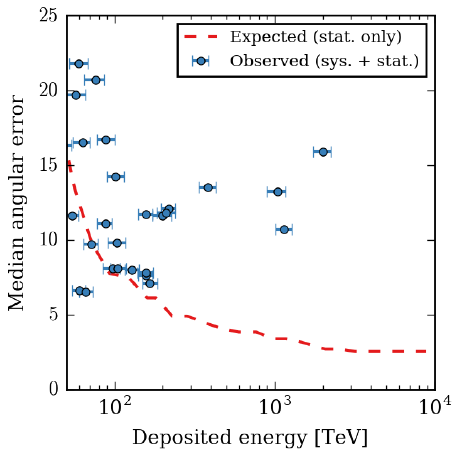 25
20
15
10
5
0
Median angular error
Expected (stat. only)
Observed (sys. + stat.)
10²
10³
10⁴
Deposited energy [TeV]